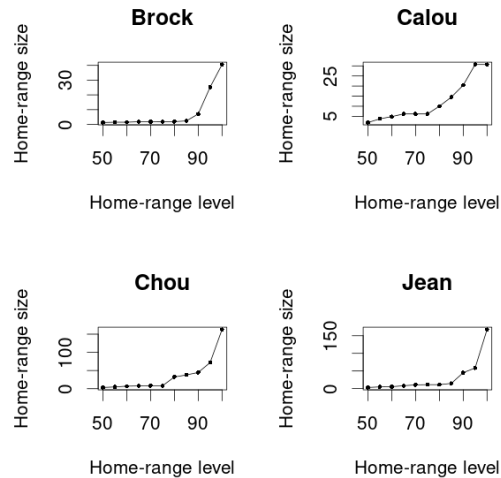 Brock
Home-range size
0 30
50 70 90
Home-range level
Calou
Home-range size
5 25
50 70 90
Home-range level
Chou
Home-range size
0 100
50 70 90
Home-range level
Jean
Home-range size
0 150
50 70 90
Home-range level